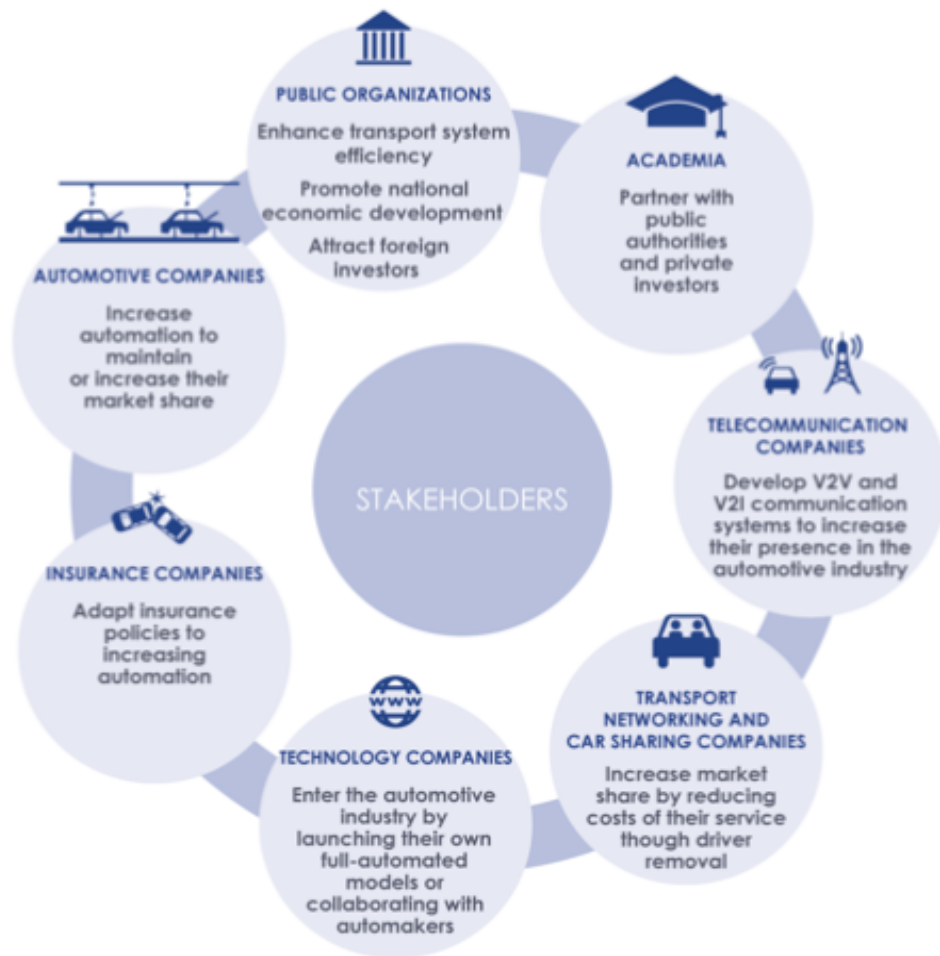 PUBLIC ORGANIZATIONS
Enhance transport system
efficiency
Promote national
economic development
Attract foreign
investors
ACADEMIA
Partner with
public
authorities
and private
investors
TELECOMMUNICATION
COMPANIES
Develop V2V and
V2I communication
systems to increase
their presence in the
automotive industry
TRANSPORT
NETWORKING AND
CAR SHARING COMPANIES
Increase market
share by reducing
costs of their service
though driver
removal
www
TECHNOLOGY COMPANIES
Enter the automotive
industry by
launching their own
full-automated
models or
collaborating with
automakers
INSURANCE COMPANIES
Adapt insurance
policies to
increasing
automation
AUTOMOTIVE COMPANIES
Increase
automation to
maintain
or increase their
market share
STAKEHOLDERS